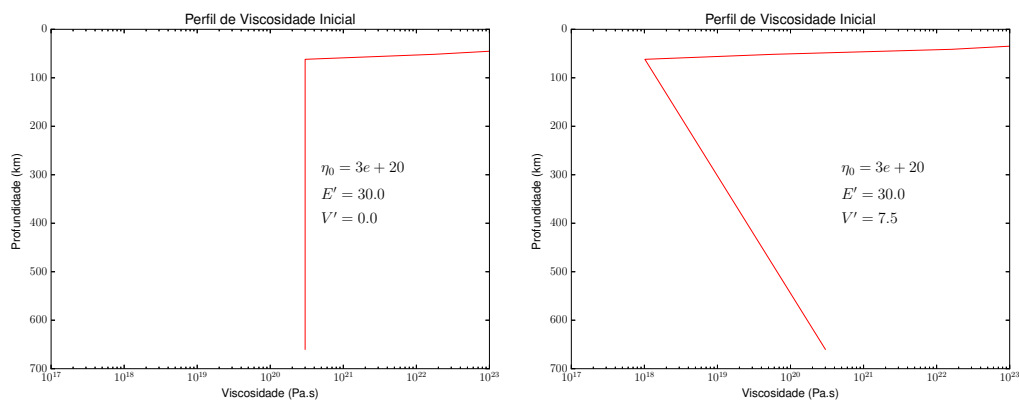 Perfil de Viscosidade Inicial
0
100
200
300
400
500
600
700
Profundidade (km)
$\eta_0 = 3e + 20$
$E' = 30.0$
$V' = 0.0$
$10^{17}$ $10^{18}$ $10^{19}$ $10^{20}$ $10^{21}$ $10^{22}$ $10^{23}$
Viscosidade (Pa.s)
Perfil de Viscosidade Inicial
0
100
200
300
400
500
600
700
Profundidade (km)
$\eta_0 = 3e + 20$
$E' = 30.0$
$V' = 7.5$
$10^{17}$ $10^{18}$ $10^{19}$ $10^{20}$ $10^{21}$ $10^{22}$ $10^{23}$
Viscosidade (Pa.s)